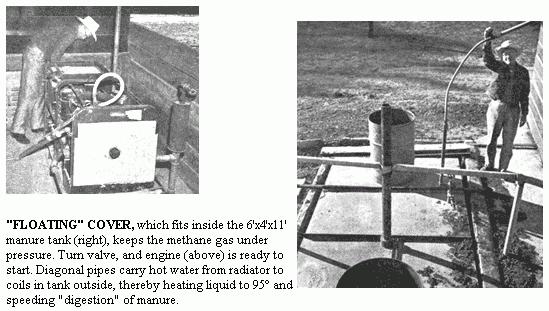 "FLOATING" COVER, which fits inside the 6'x4'x11'
manure tank (right), keeps the methane gas under
pressure. Turn valve, and engine (above) is ready to
start. Diagonal pipes carry hot water from radiator to
coils in tank outside, thereby heating liquid to 95° and
speeding "digestion" of manure.